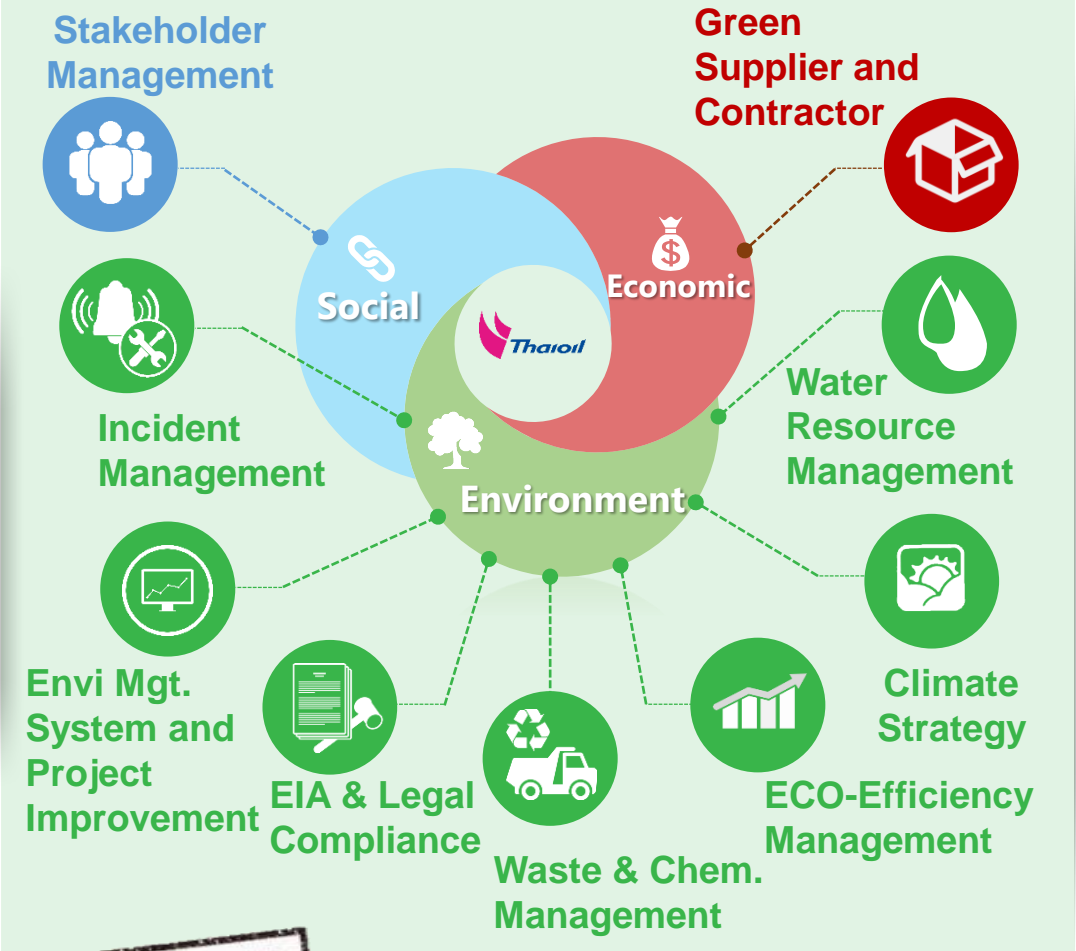 Stakeholder
Management
Green
Supplier and
Contractor
Social
$
Economic
Thaioil
Environment
Incident
Management
Water
Resource
Management
Envi Mgt.
System and
Project
Improvement
EIA & Legal
Compliance
Waste & Chem.
Management
ECO-Efficiency
Management
Climate
Strategy